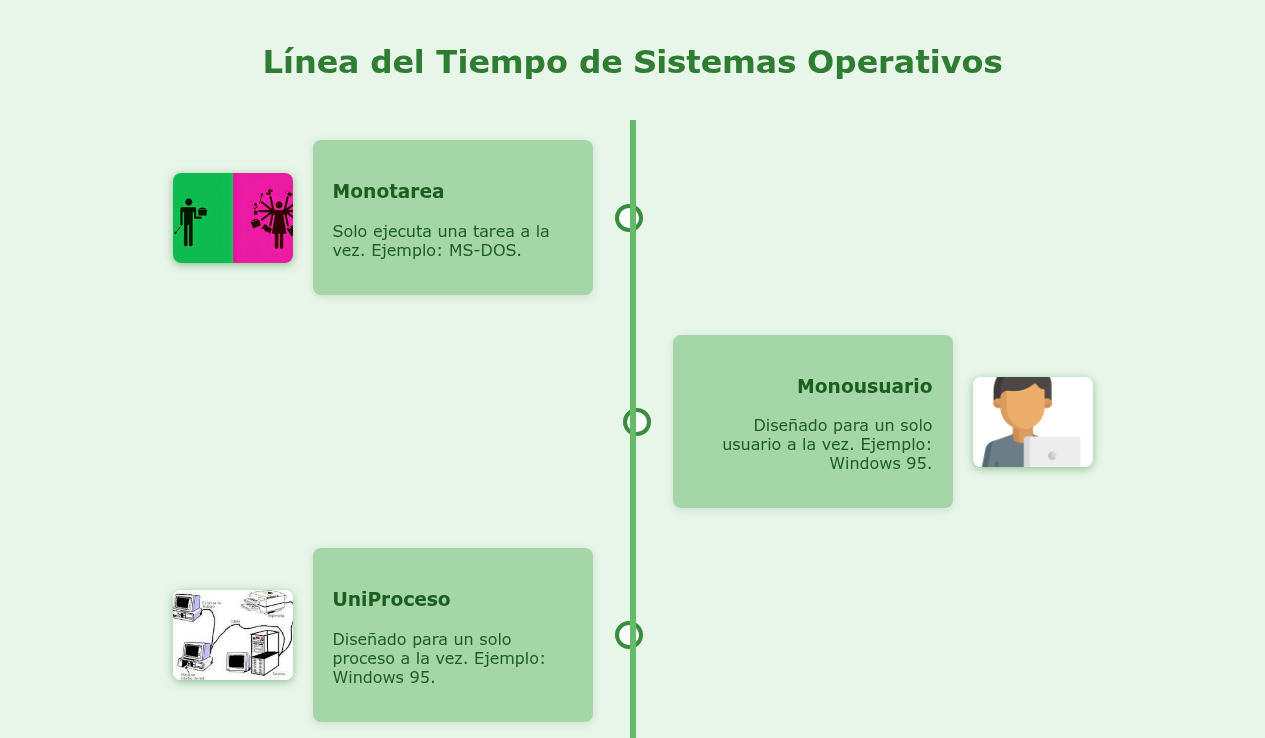 Línea del Tiempo de Sistemas Operativos
Monotarea
Solo ejecuta una tarea a la
vez. Ejemplo: MS-DOS.
Monousuario
Diseñado para un solo
usuario a la vez. Ejemplo:
Windows 95.
UniProceso
Diseñado para un solo
proceso a la vez. Ejemplo:
Windows 95.